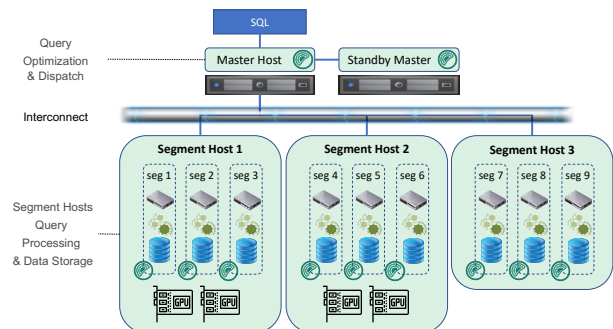 SQL
Query
Optimization
& Dispatch
Master Host
Standby Master
Interconnect
Segment Host 1
Segment Host 2
Segment Host 3
seg 1
seg 2
seg 3
seg 4
seg 5
seg 6
seg 7
seg 8
seg 9
Segment Hosts
Query
Processing
& Data Storage
GPU
GPU
GPU
GPU